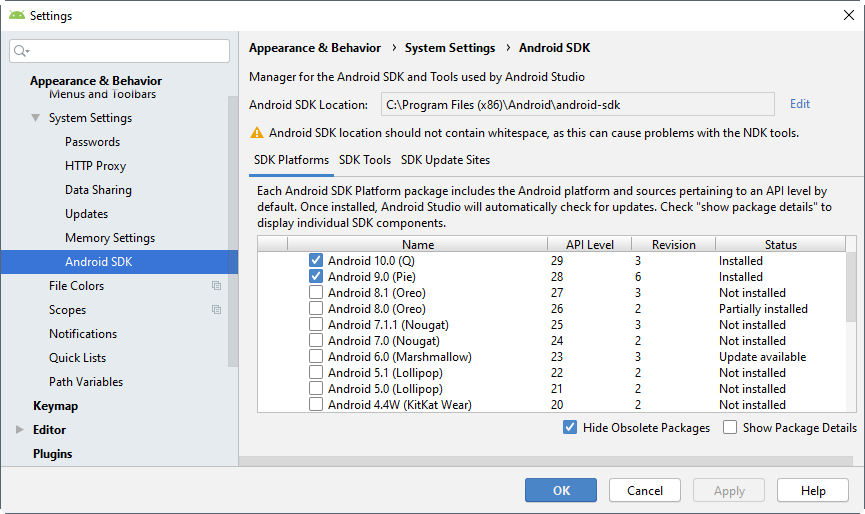 Settings
Appearance & Behavior
Menus and Toolbars
System Settings
Passwords
HTTP Proxy
Data Sharing
Updates
Memory Settings
Android SDK
File Colors
Scopes
Notifications
Quick Lists
Path Variables
Keymap
Editor
Plugins
Appearance & Behavior › System Settings › Android SDK
Manager for the Android SDK and Tools used by Android Studio
Android SDK Location: C:\Program Files (x86)\Android\android-sdk Edit
Android SDK location should not contain whitespace, as this can cause problems with the NDK tools.
SDK Platforms SDK Tools SDK Update Sites
Each Android SDK Platform package includes the Android platform and sources pertaining to an API level by
default. Once installed, Android Studio will automatically check for updates. Check "show package details" to
display individual SDK components.
Name API Level Revision Status
Android 10.0 (Q) 29 3 Installed
Android 9.0 (Pie) 28 6 Installed
Android 8.1 (Oreo) 27 3 Not installed
Android 8.0 (Oreo) 26 2 Partially installed
Android 7.1.1 (Nougat) 25 3 Not installed
Android 7.0 (Nougat) 24 2 Not installed
Android 6.0 (Marshmallow) 23 3 Update available
Android 5.1 (Lollipop) 22 2 Not installed
Android 5.0 (Lollipop) 21 2 Not installed
Android 4.4W (KitKat Wear) 20 2 Not installed
Hide Obsolete Packages Show Package Details
OK Cancel Apply Help